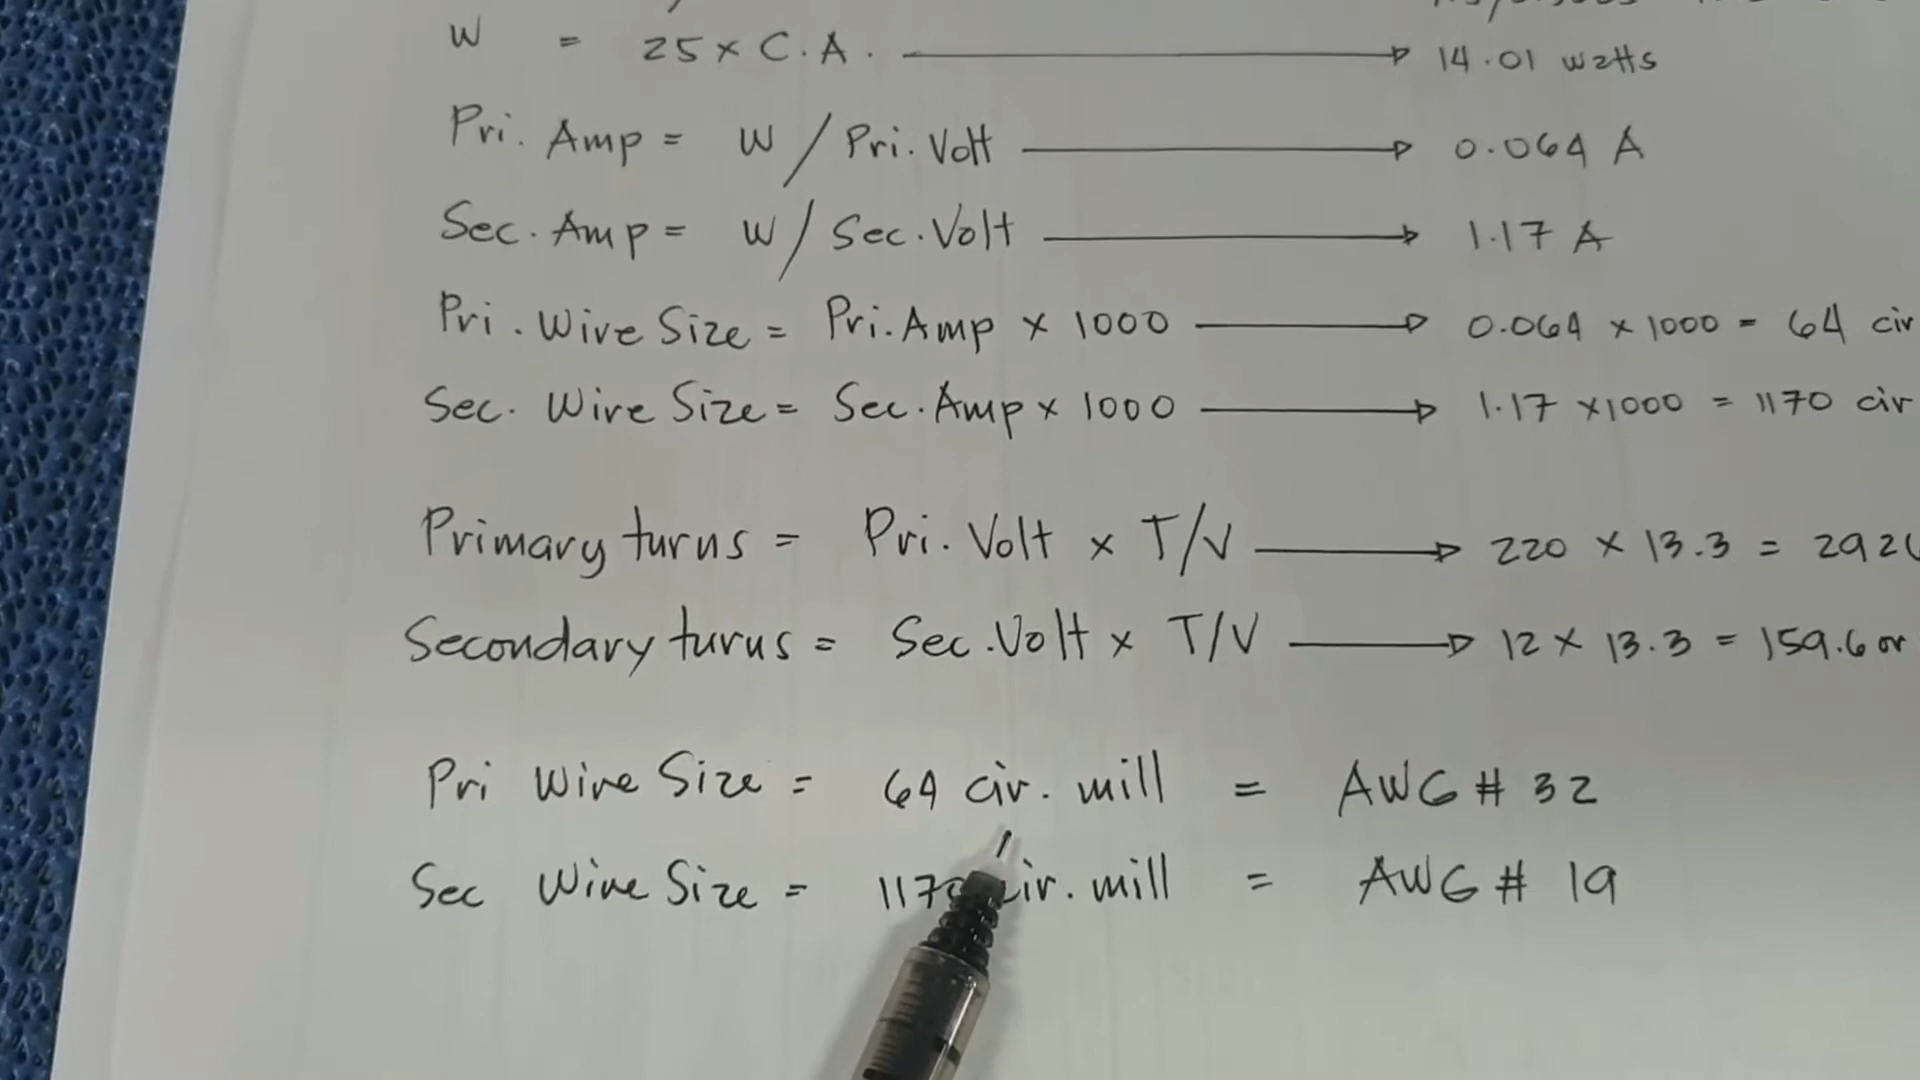 W = 25 x C.A. → 14.01 watts
Pri. Amp = W / Pri. Volt → 0.064 A
Sec. Amp = W / Sec. Volt → 1.17 A
Pri. Wire Size = Pri. Amp x 1000 → 0.064 x 1000 = 64 cir
Sec. Wire Size = Sec. Amp x 1000 → 1.17 x 1000 = 1170 cir
Primary turns = Pri. Volt x T/V → 220 x 13.3 = 292
Secondary turns = Sec. Volt x T/V → 12 x 13.3 = 159.6 or
Pri Wire Size = 64 cir. mill = AWG # 32
Sec Wire Size = 1170 cir. mill = AWG # 19